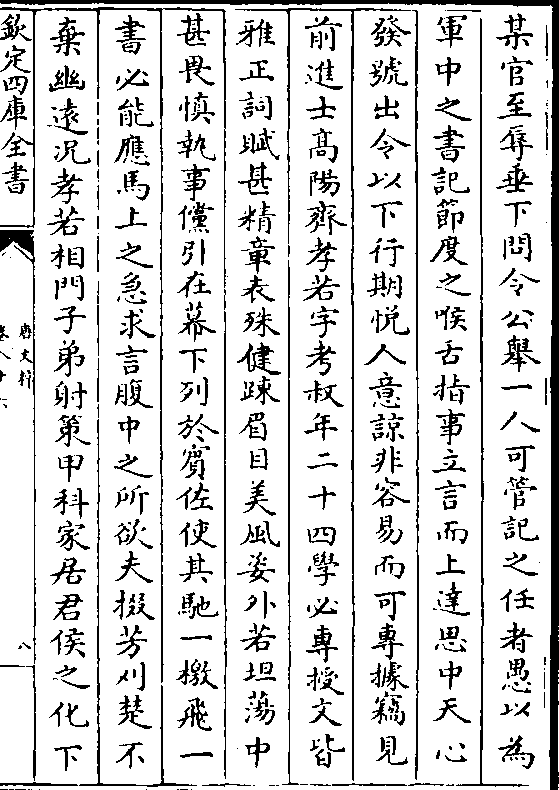 某官至辱垂下問令公舉一人可管記之任者愚以為
軍中之書記節度之喉舌指事立言而上達思中天心
發號出令以下行期悦人意諒非容易而可專據竊見
前進士髙陽齊孝若字考叔年二十四學必專授文皆
雅正詞賦甚精章表殊健踈眉目美風姿外若坦蕩中
甚畏慎執事儻引在幕下列於賔佐使其馳一檄飛一
書必能應馬上之急求言腹中之所欲夫掇芳刈楚不
棄幽遠況孝若相門子弟射策甲科家居君侯之化下
欽定四庫全書
唐文粹
卷八十六
八